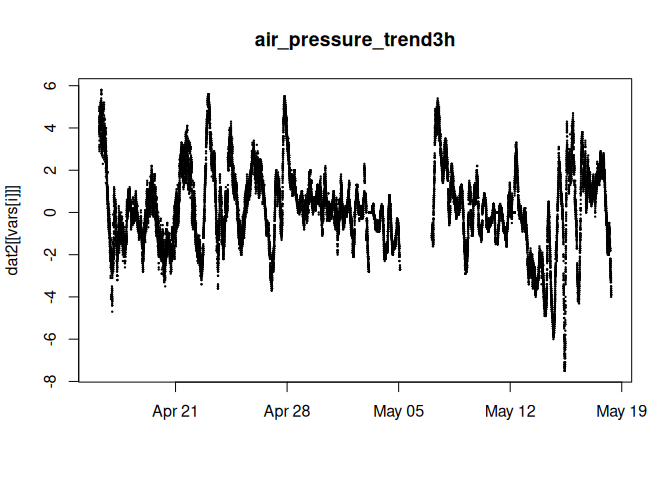 air_pressure_trend3h
dat2[[vars[i]]]
6
4
2
0
-2
-4
-6
-8
Apr 21
Apr 28
May 05
May 12
May 19